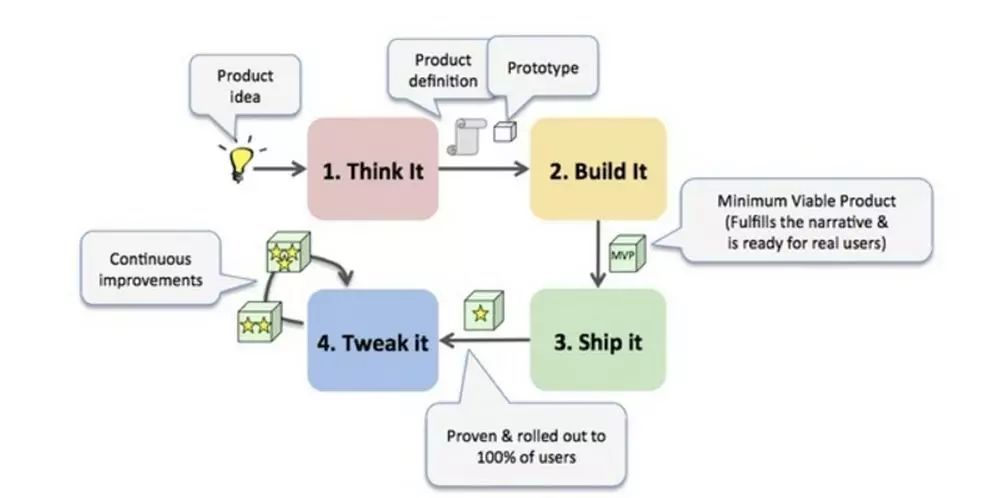 Product
idea
Product
definition
Prototype
1. Think It
2. Build It
Minimum Viable Product
(Fulfills the narrative &
is ready for real users)
MVP
Continuous
improvements
4. Tweak it
3. Ship it
Proven & rolled out to
100% of users